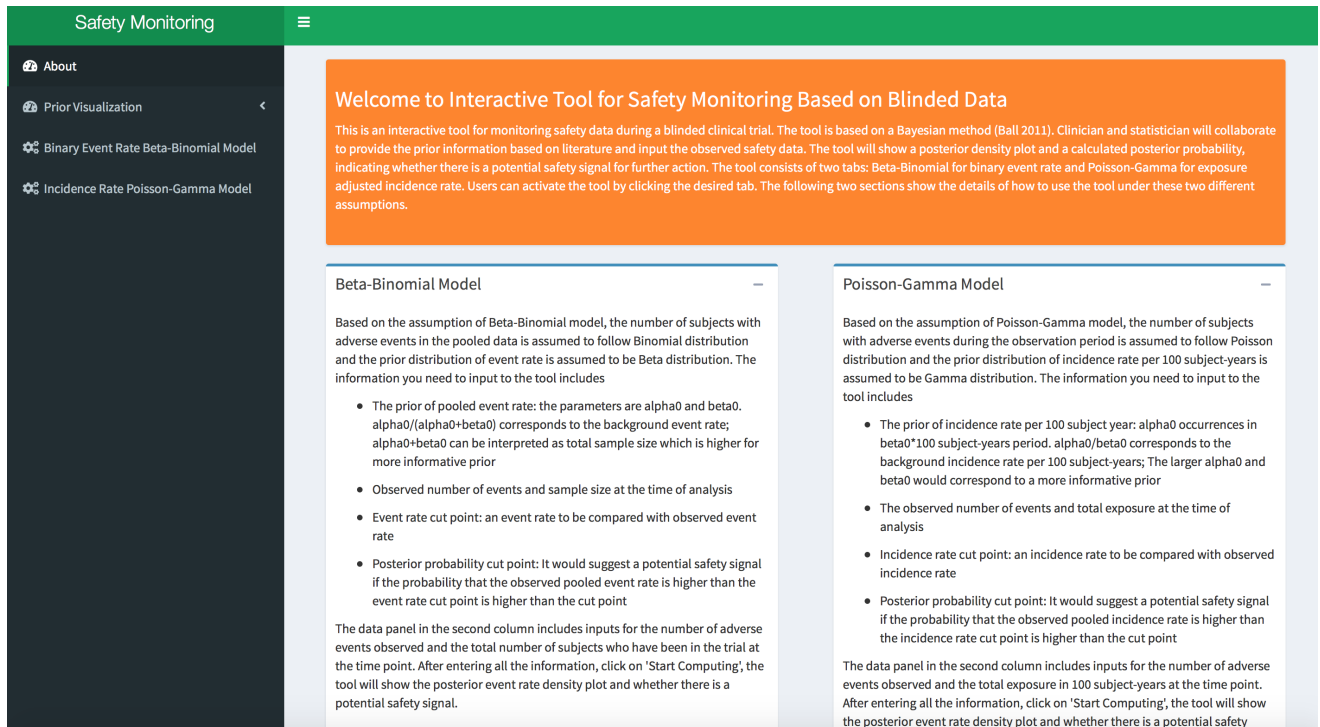 Safety Monitoring
About
Prior Visualization
Binary Event Rate Beta-Binomial Model
Incidence Rate Poisson-Gamma Model
Welcome to Interactive Tool for Safety Monitoring Based on Blinded Data
This is an interactive tool for monitoring safety data during a blinded clinical trial. The tool is based on a Bayesian method (Ball 2011). Clinician and statistician will collaborate
to provide the prior information based on literature and input the observed safety data. The tool will show a posterior density plot and a calculated posterior probability,
indicating whether there is a potential safety signal for further action. The tool consists of two tabs: Beta-Binomial for binary event rate and Poisson-Gamma for exposure
adjusted incidence rate. Users can activate the tool by clicking the desired tab. The following two sections show the details of how to use the tool under these two different
assumptions.
Beta-Binomial Model
Based on the assumption of Beta-Binomial model, the number of subjects with
adverse events in the pooled data is assumed to follow Binomial distribution
and the prior distribution of event rate is assumed to be Beta distribution. The
information you need to input to the tool includes
• The prior of pooled event rate: the parameters are alpha0 and beta0.
alpha0/(alpha0+beta0) corresponds to the background event rate;
alpha0+beta0 can be interpreted as total sample size which is higher for
more informative prior
• Observed number of events and sample size at the time of analysis
• Event rate cut point: an event rate to be compared with observed event
rate
• Posterior probability cut point: It would suggest a potential safety signal
if the probability that the observed pooled event rate is higher than the
event rate cut point is higher than the cut point
The data panel in the second column includes inputs for the number of adverse
events observed and the total number of subjects who have been in the trial at
the time point. After entering all the information, click on 'Start Computing', the
tool will show the posterior event rate density plot and whether there is a
potential safety signal.
Poisson-Gamma Model
Based on the assumption of Poisson-Gamma model, the number of subjects
with adverse events during the observation period is assumed to follow Poisson
distribution and the prior distribution of incidence rate per 100 subject-years is
assumed to be Gamma distribution. The information you need to input to the
tool includes
• The prior of incidence rate per 100 subject year: alpha0 occurrences in
beta0*100 subject-years period. alpha0/beta0 corresponds to the
background incidence rate per 100 subject-years; The larger alpha0 and
beta0 would correspond to a more informative prior
• The observed number of events and total exposure at the time of
analysis
• Incidence rate cut point: an incidence rate to be compared with observed
incidence rate
• Posterior probability cut point: It would suggest a potential safety signal
if the probability that the observed pooled incidence rate is higher than
the incidence rate cut point is higher than the cut point
The data panel in the second column includes inputs for the number of adverse
events observed and the total exposure in 100 subject-years at the time point.
After entering all the information, click on 'Start Computing', the tool will show
the posterior event rate density plot and whether there is a potential safety